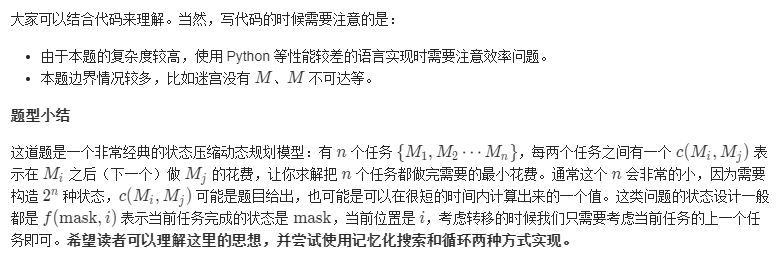 大家可以结合代码来理解。当然，写代码的时候需要注意的是：
• 由于本题的复杂度较高，使用 Python 等性能较差的语言实现时需要注意效率问题。
• 本题边界情况较多，比如迷宫没有 M、M 不可达等。
题型小结
这道题是一个非常经典的状态压缩动态规划模型：有 n 个任务 {M₁, M₂ ⋯ Mₙ}，每两个任务之间有一个 c(Mᵢ, Mⱼ) 表
示在 Mᵢ 之后（下一个）做 Mⱼ 的花费，让你求解把 n 个任务都做完需要的最小花费。通常这个 n 会非常的小，因为需要
构造 2ⁿ 种状态，c(Mᵢ, Mⱼ) 可能是题目给出，也可能是可以在很短的时间内计算出来的一个值。这类问题的状态设计一般
都是 f(mask, i) 表示当前任务完成的状态是 mask，当前位置是 i，考虑转移的时候我们只需要考虑当前任务的上一个任
务即可。希望读者可以理解这里的思想，并尝试使用记忆化搜索和循环两种方式实现。